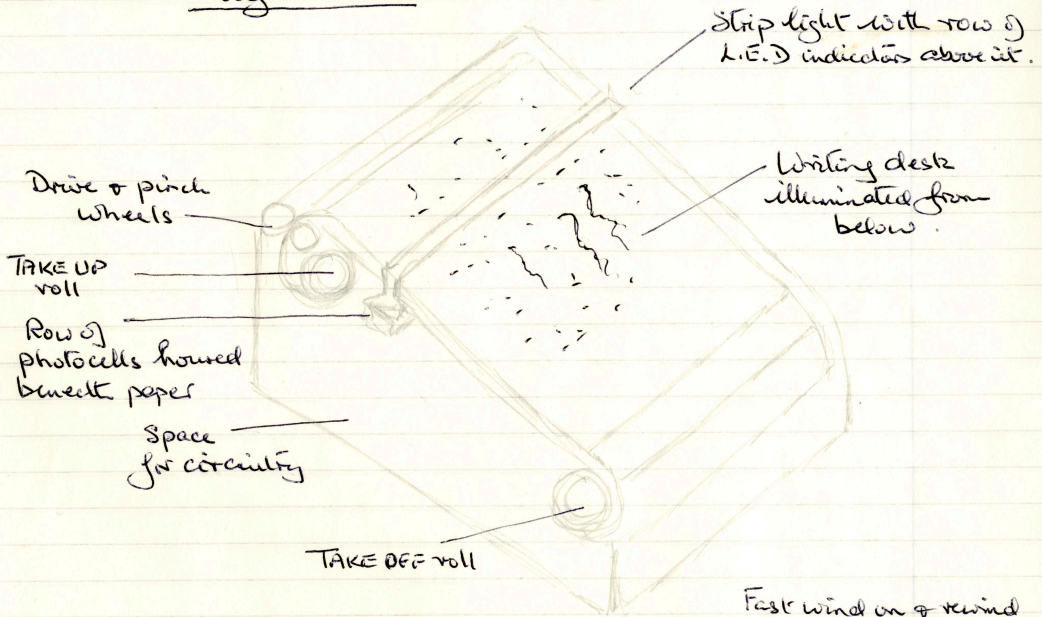 Strip light with row of
L.E.D indicators above it.
Drive & pinch
wheels
Writing desk
illuminated from
below.
TAKE UP
roll
Row of
photocells housed
beneath paper
Space
for circuitry
TAKE OFF roll
Fast wind on & rewind